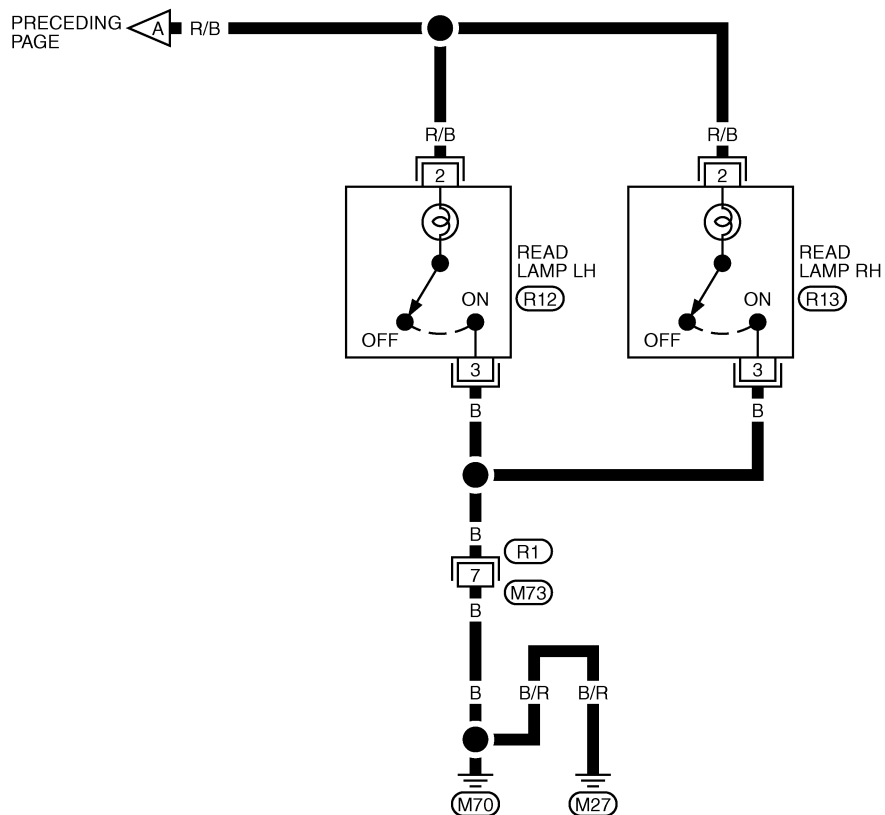 PRECEDING
PAGE
A
R/B
R/B
R/B
2
2
READ
LAMP LH
R12
READ
LAMP RH
R13
ON
OFF
ON
OFF
3
3
B
B
B
R1
7
M73
B
B
B/R
B/R
M70
M27